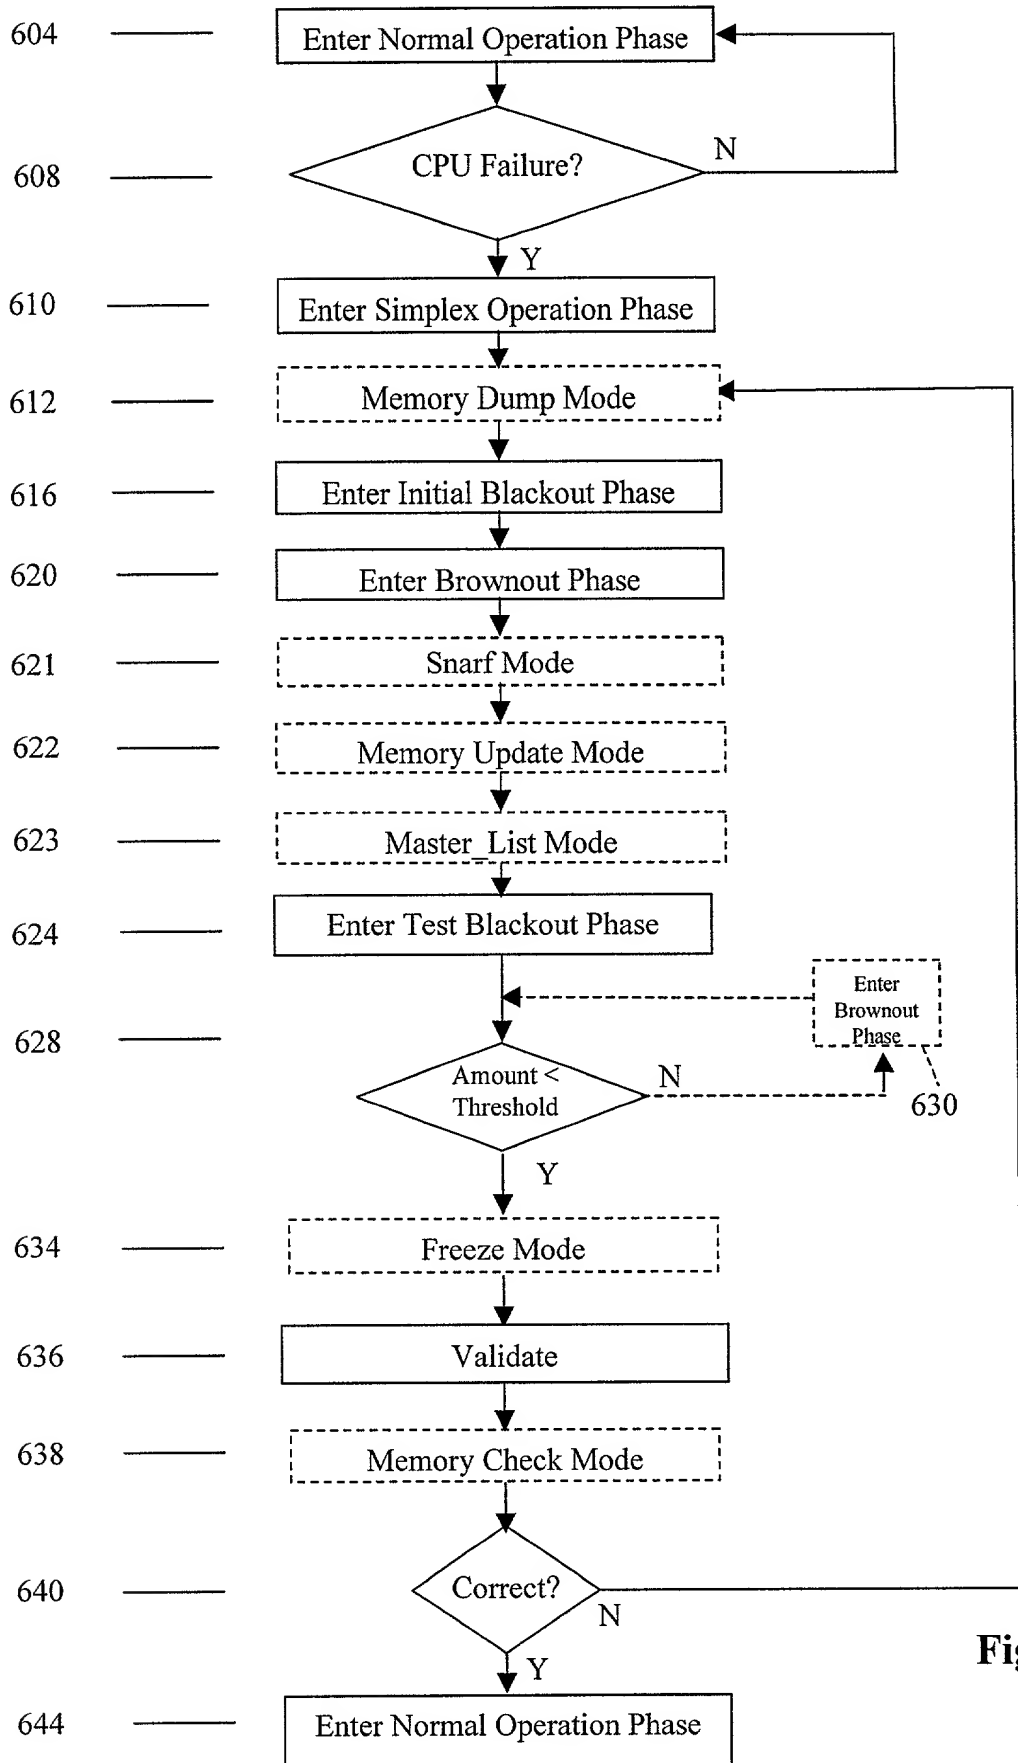 604
Enter Normal Operation Phase
608
CPU Failure?
N
Y
610
Enter Simplex Operation Phase
612
Memory Dump Mode
616
Enter Initial Blackout Phase
620
Enter Brownout Phase
621
Snarf Mode
622
Memory Update Mode
623
Master_List Mode
624
Enter Test Blackout Phase
Enter
Brownout
Phase
628
Amount <
Threshold
N
630
Y
634
Freeze Mode
636
Validate
638
Memory Check Mode
640
Correct?
N
Y
644
Enter Normal Operation Phase